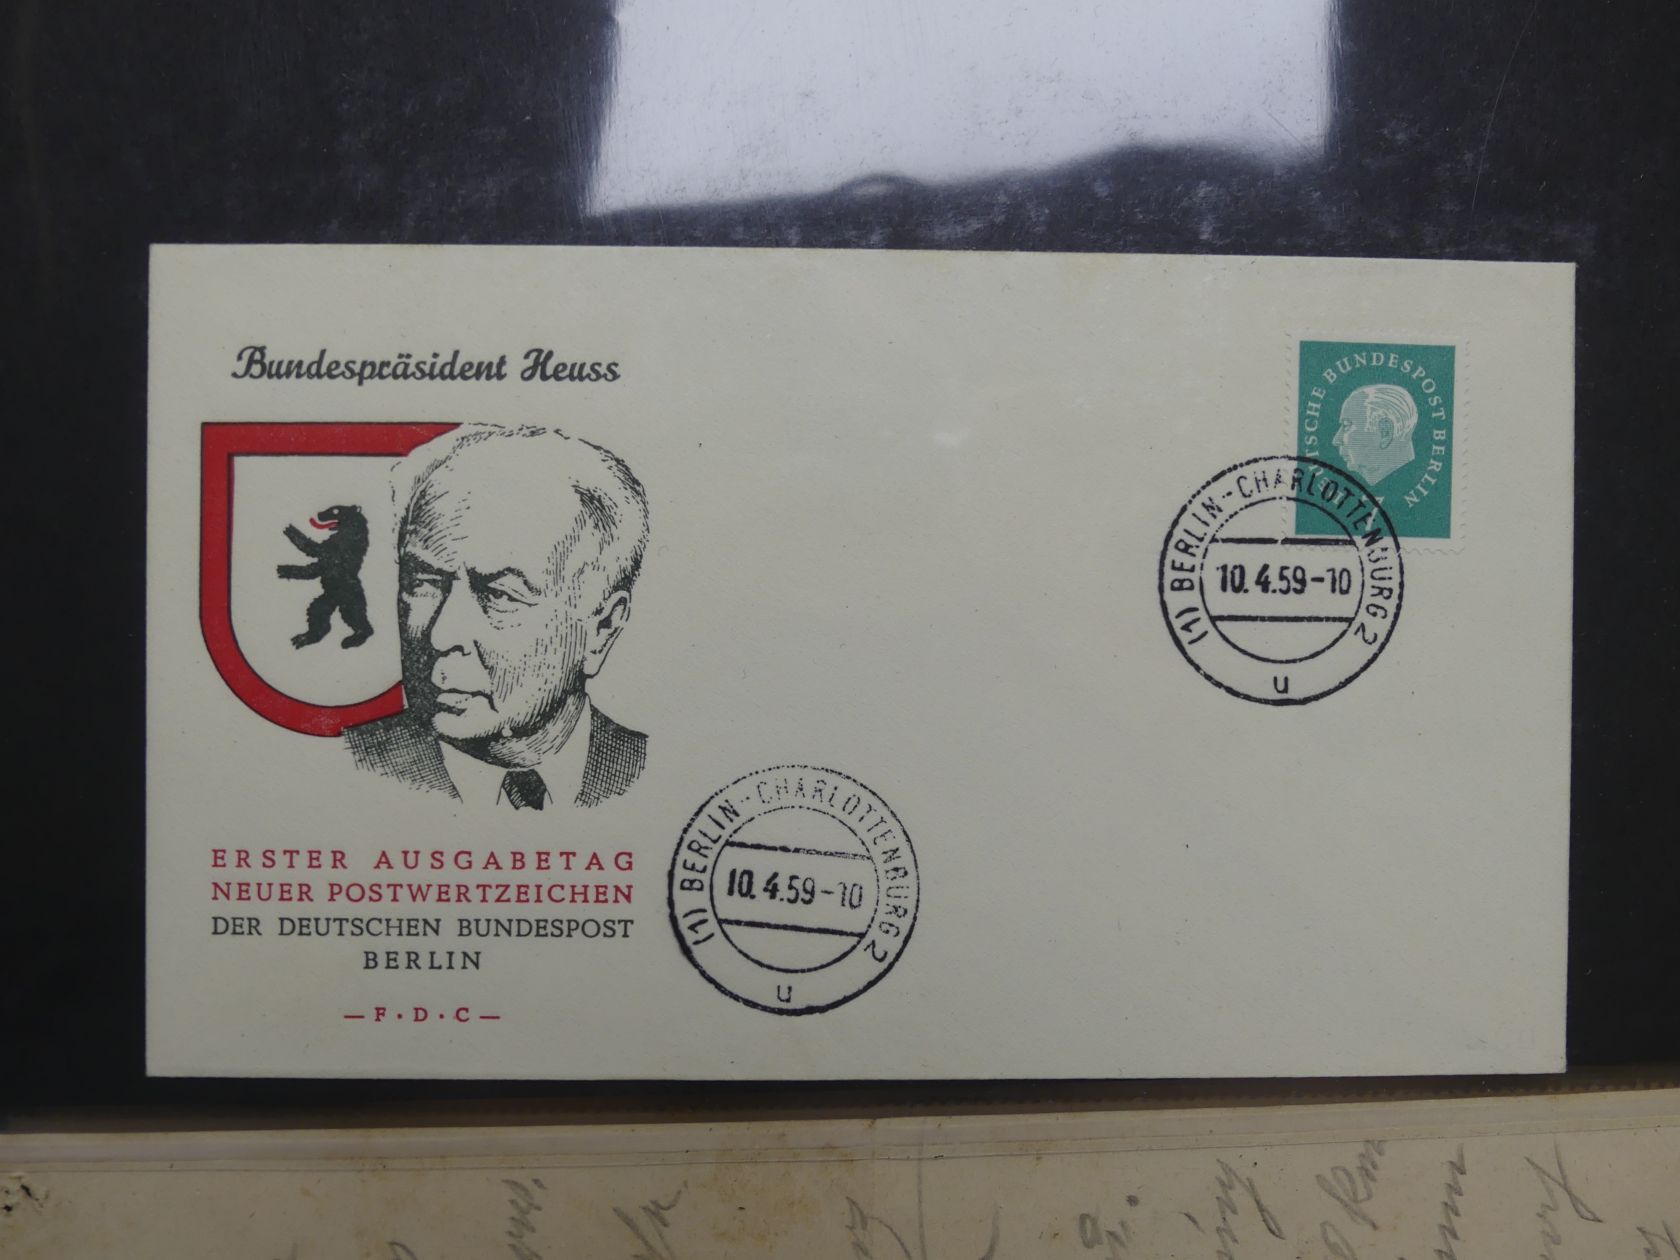 Bundespräsident Heuss
ERSTER AUSGABETAG
NEUER POSTWERTZEICHEN
DER DEUTSCHEN BUNDESPOST
BERLIN
— F · D · C —
(1) BERLIN - CHARLOTTENBURG 2
10.4.59-10
u
DEUTSCHE BUNDESPOST BERLIN
(1) BERLIN - CHARLOTTENBURG 2
10.4.59-10
u